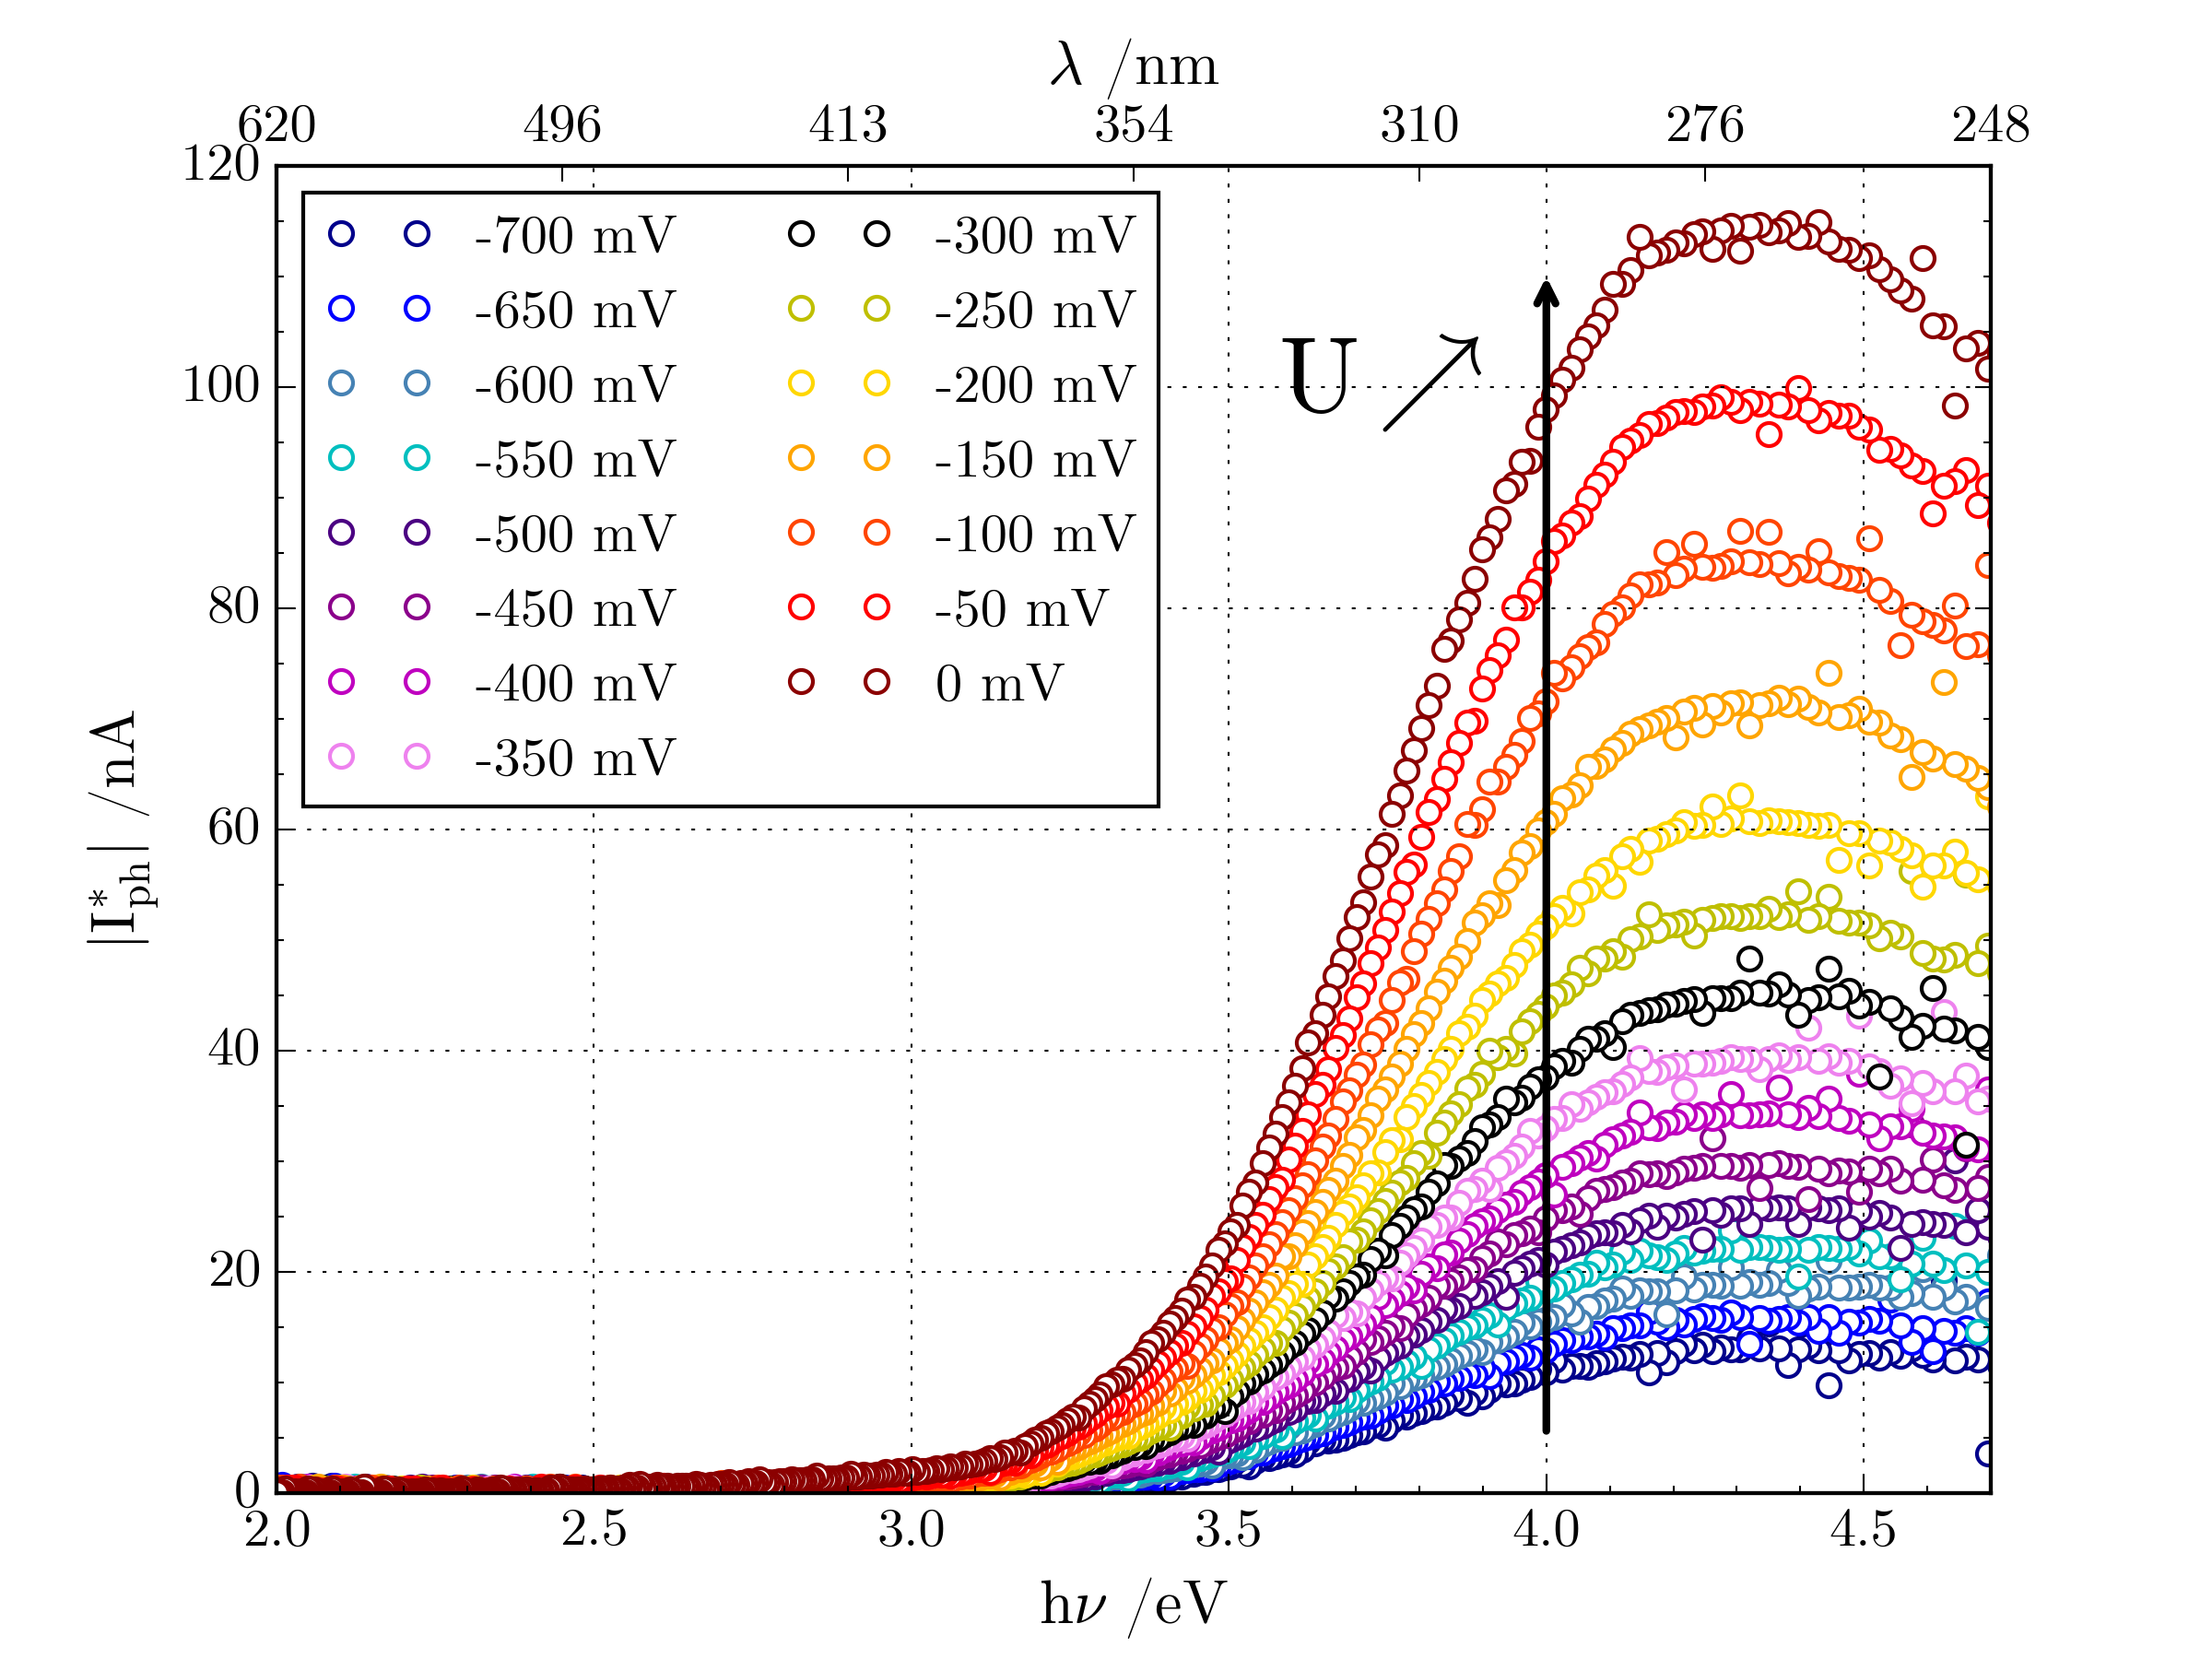 λ /nm
620 496 413 354 310 276 248
120
100
80
60
40
20
0
|I*ph| /nA
-700 mV
-650 mV
-600 mV
-550 mV
-500 mV
-450 mV
-400 mV
-350 mV
-300 mV
-250 mV
-200 mV
-150 mV
-100 mV
-50 mV
0 mV
U ↗
2.0 2.5 3.0 3.5 4.0 4.5
hν /eV